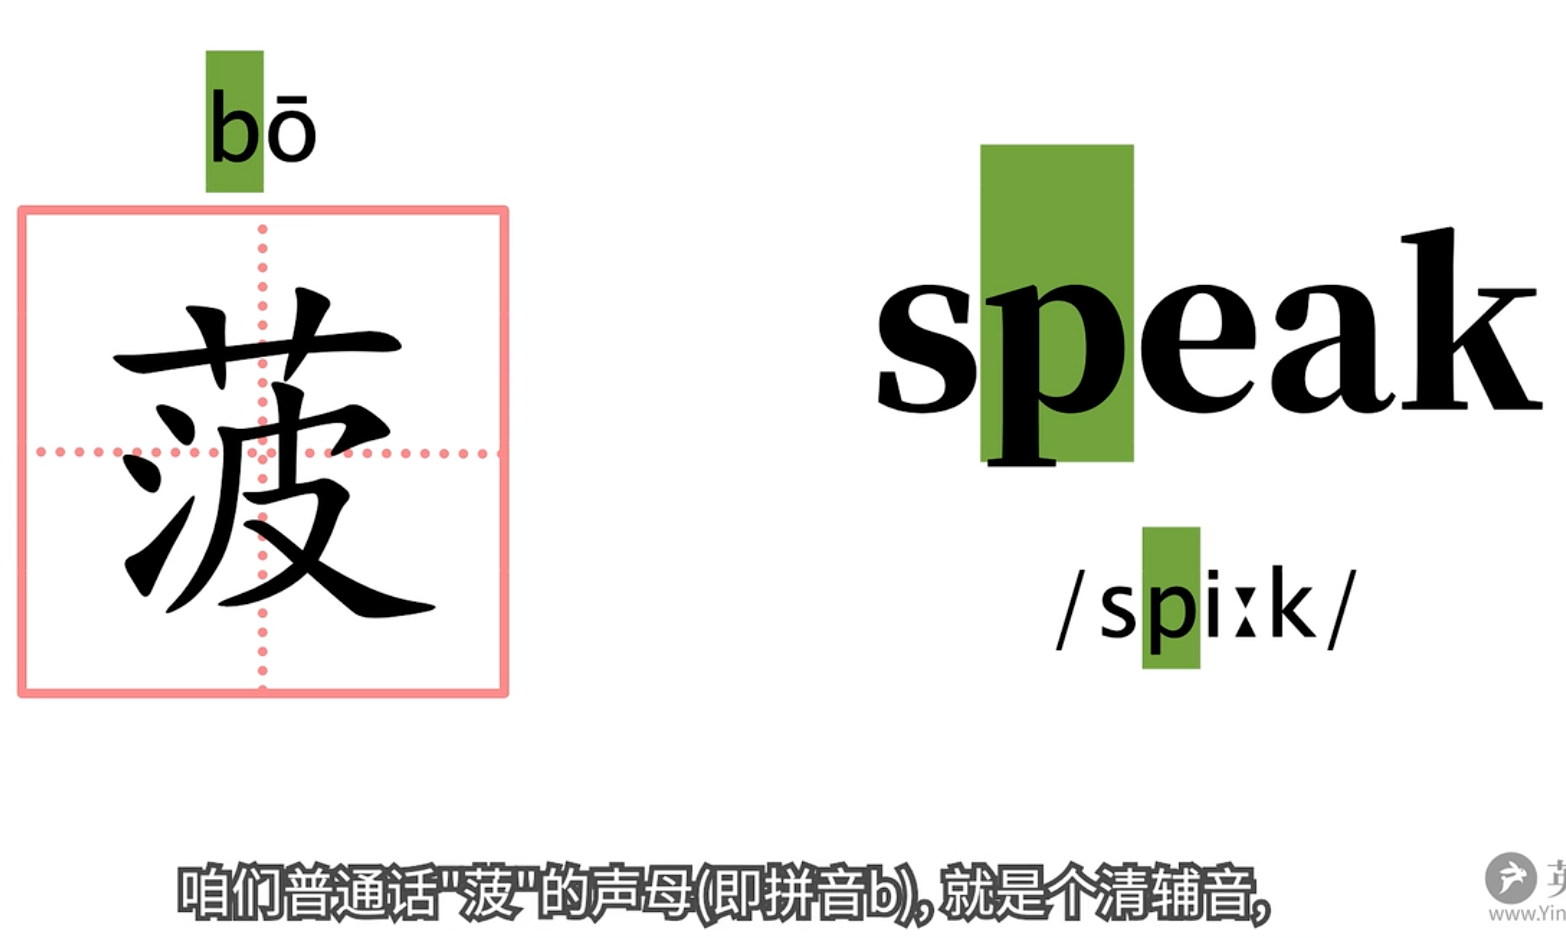 bō
菠
speak
/spiːk/
咱们普通话"菠"的声母(即拼音b), 就是个清辅音,
英
www.Yin